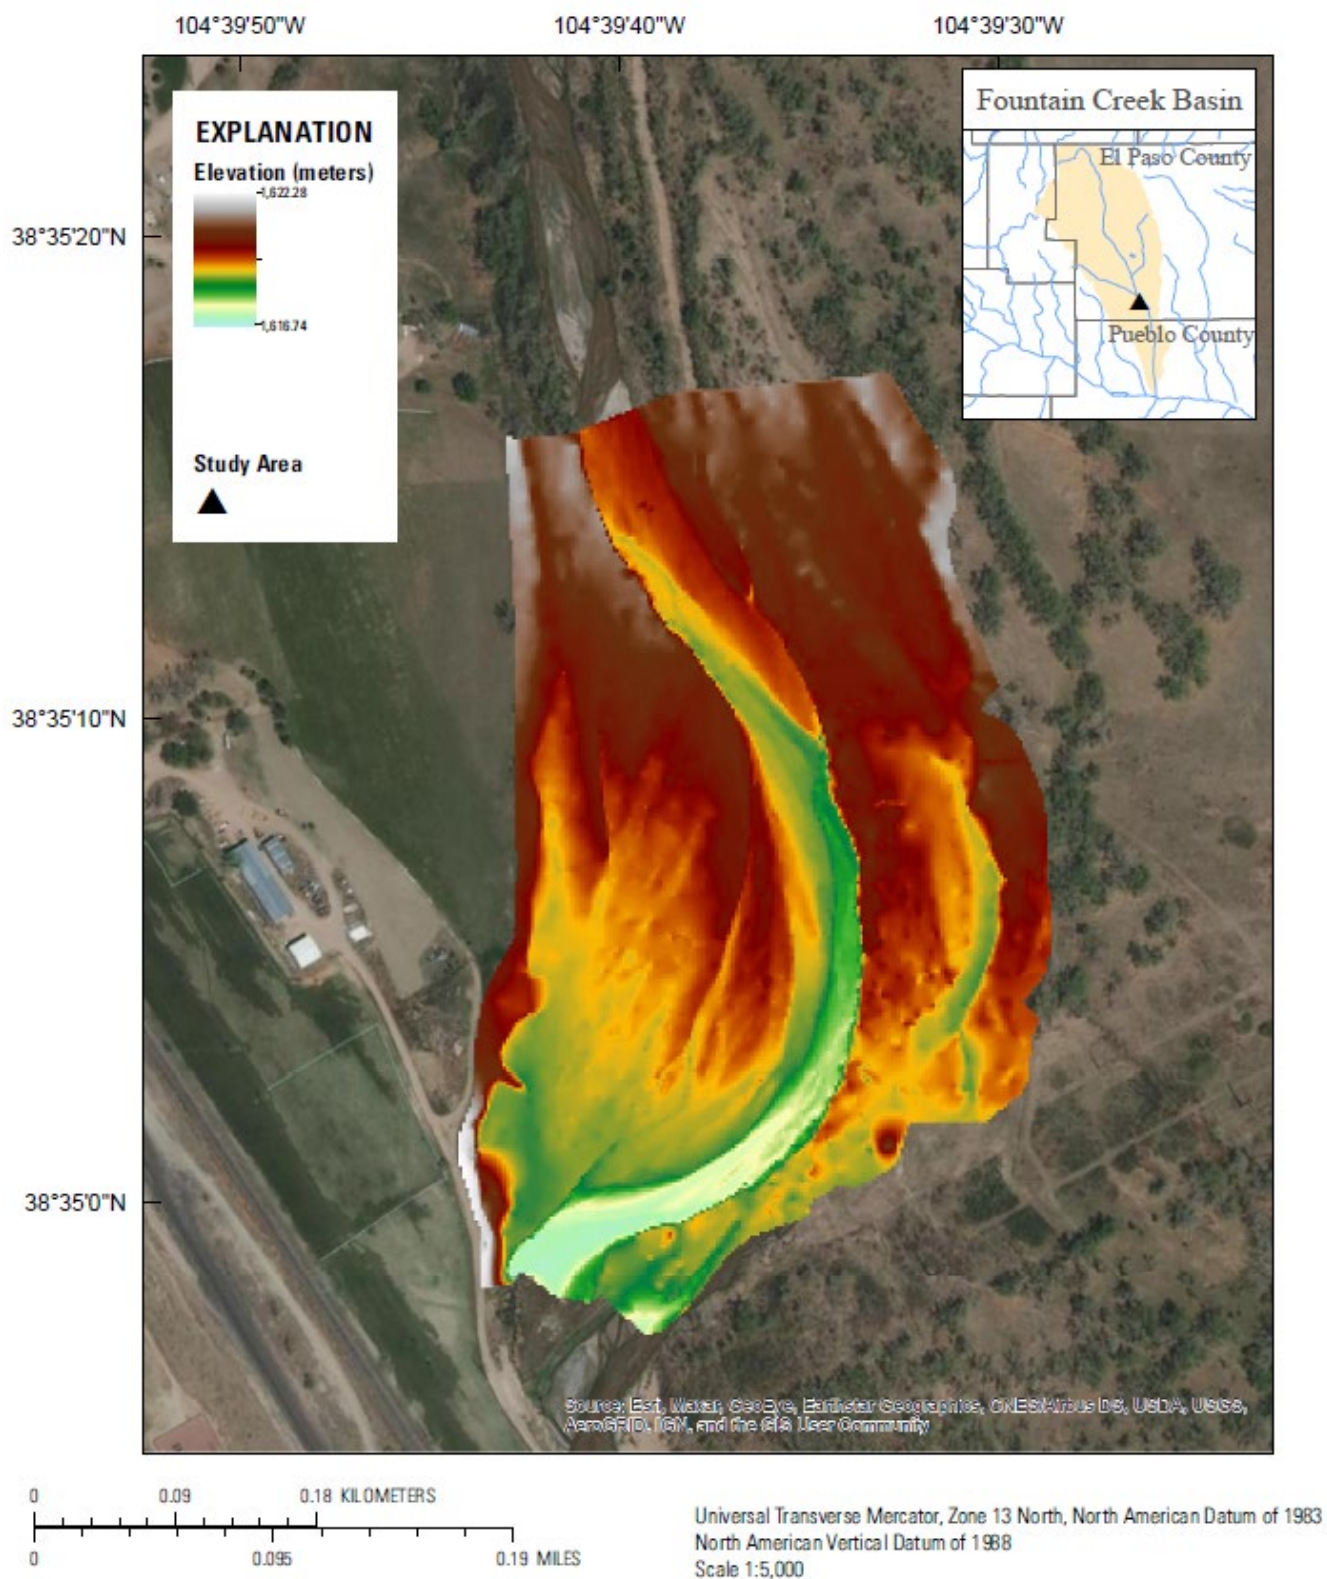 104°39'50"W 104°39'40"W 104°39'30"W
EXPLANATION
Elevation (meters)
1,622.28
1,616.74
Study Area
Fountain Creek Basin
El Paso County
Pueblo County
38°35'20"N
38°35'10"N
38°35'0"N
Source: Esri, Maxar, GeoEye, Earthstar Geographics, CNES/Airbus DS, USDA, USGS,
AeroGRID, IGN, and the GIS User Community
0 0.09 0.18 KILOMETERS
0 0.095 0.19 MILES
Universal Transverse Mercator, Zone 13 North, North American Datum of 1983
North American Vertical Datum of 1988
Scale 1:5,000